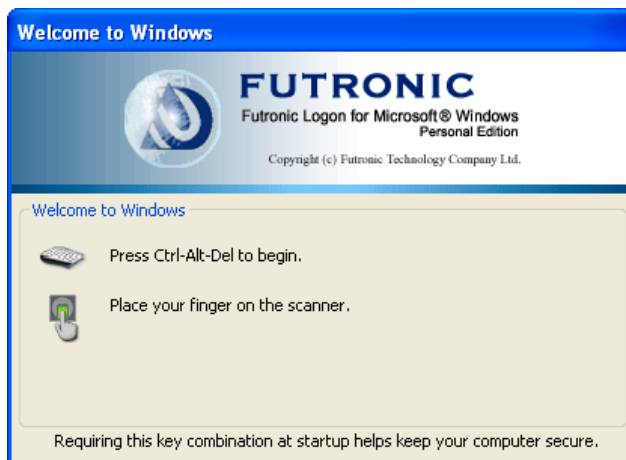 Welcome to Windows
FUTRONIC
Futronic Logon for Microsoft® Windows
Personal Edition
Copyright (c) Futronic Technology Company Ltd.
Welcome to Windows
Press Ctrl-Alt-Del to begin.
Place your finger on the scanner.
Requiring this key combination at startup helps keep your computer secure.